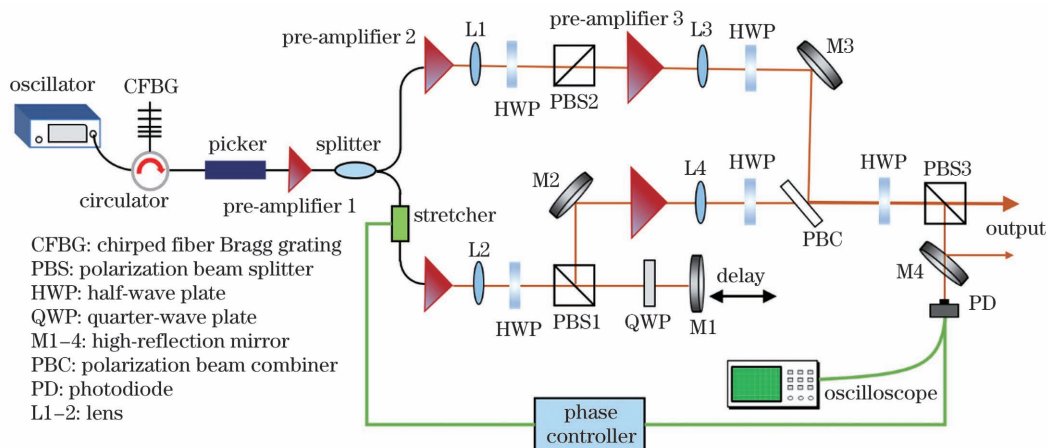 pre-amplifier 2
L1
HWP
PBS2
pre-amplifier 3
L3
HWP
M3
oscillator
CFBG
circulator
picker
pre-amplifier 1
splitter
stretcher
M2
L4
HWP
PBC
HWP
PBS3
output
M4
PD
L2
HWP
PBS1
QWP
M1
delay
oscilloscope
phase
controller
CFBG: chirped fiber Bragg grating
PBS: polarization beam splitter
HWP: half-wave plate
QWP: quarter-wave plate
M1-4: high-reflection mirror
PBC: polarization beam combiner
PD: photodiode
L1-2: lens